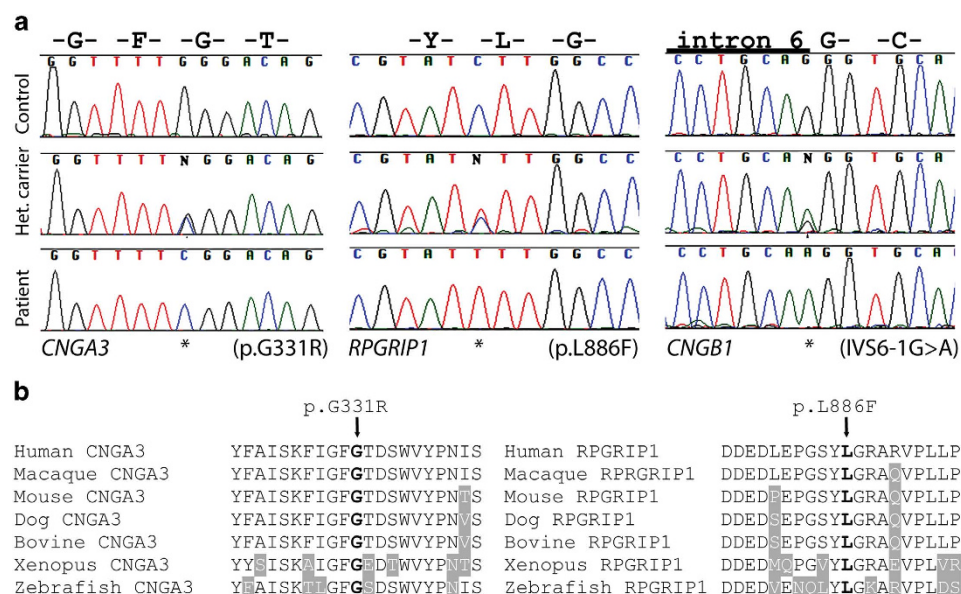 a
-G- -F- -G- -T-
-Y- -L- -G-
intron 6 G- -C-
Control
G G T T T T G G G A C A G
C G T A T C T T G G C C
C C T G C A G G G T G C A
Het. carrier
G G T T T T N G G A C A G
C G T A T N T T G G C C
C C T G C A N G G T G C A
Patient
G G T T T T C G G A C A G
C G T A T T T T G G C C
C C T G C A A G G T G C A
CNGA3 * (p.G331R)
RPGRIP1 * (p.L886F)
CNGB1 * (IVS6-1G>A)
b
p.G331R
p.L886F
Human CNGA3 YFAISKFIGFGTDSWVYPNIS
Macaque CNGA3 YFAISKFIGFGTDSWVYPNIS
Mouse CNGA3 YFAISKFIGFGTDSWVYPNTS
Dog CNGA3 YFAISKFIGFGTDSWVYPNVS
Bovine CNGA3 YFAISKFIGFGTDSWVYPNVS
Xenopus CNGA3 YYSISKAIGFGEDTWVYPNTS
Zebrafish CNGA3 YEAISKTLGFGSDSWVYPNIS
Human RPGRIP1 DDEDLEPGSYLGRARVPLLP
Macaque RPRGRIP1 DDEDLEPGSYLGRAQVPLLP
Mouse RPGRIP1 DDEDPEPGSYLGRAQVPLLP
Dog RPGRIP1 DDEDSEPGSYLGRAQVPLLP
Bovine RPGRIP1 DDEDSEPGSYLGRAQVPLLP
Xenopus RPGRIP1 DDEDMQPGVYLGRAEVPLVR
Zebrafish RPGRIP1 DDEDVENQLYLGKARVPLDS